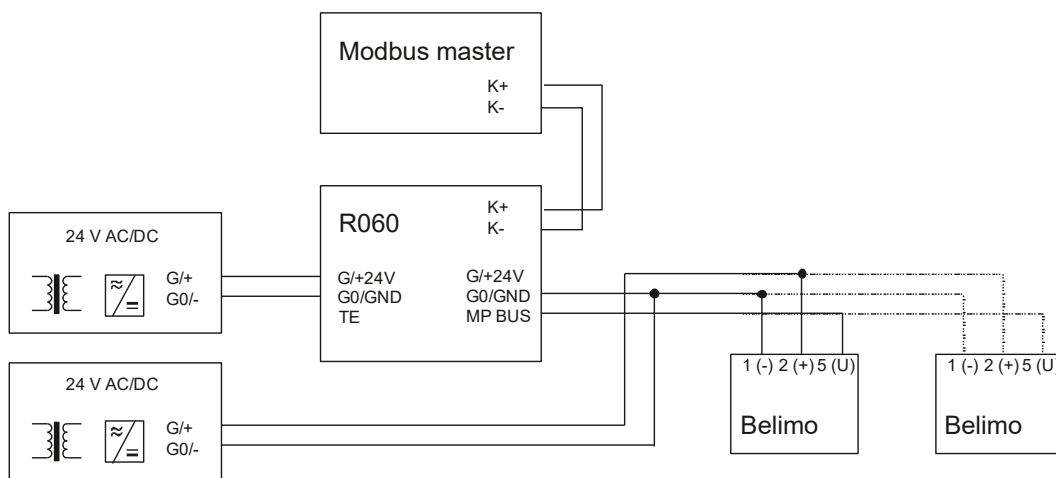 Modbus master
K+
K-
R060
K+
K-
24 V AC/DC
G/+
G0/-
G/+24V
G0/GND
TE
G/+24V
G0/GND
MP BUS
24 V AC/DC
G/+
G0/-
1 (-) 2 (+) 5 (U)
Belimo
1 (-) 2 (+) 5 (U)
Belimo